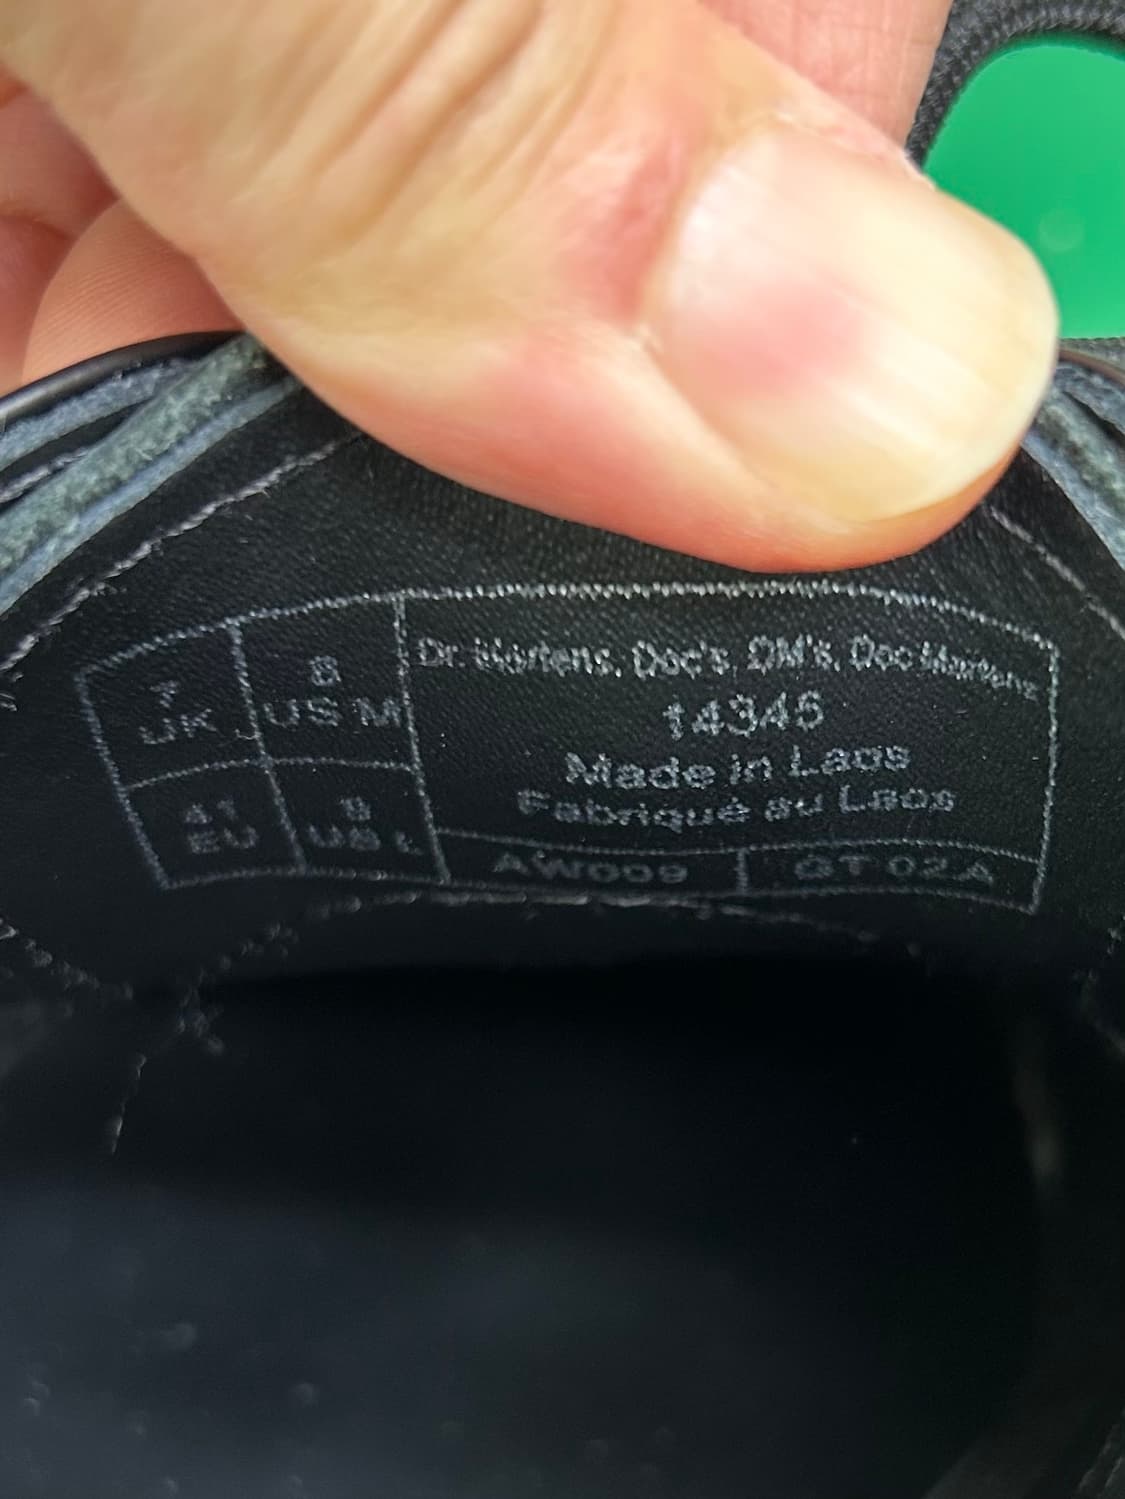 7
UK
8
US M
41
EU
9
US L
Dr. Martens, Doc's, DM's, Doc Martens
14345
Made in Laos
Fabriqué au Laos
AW009
GT 02A